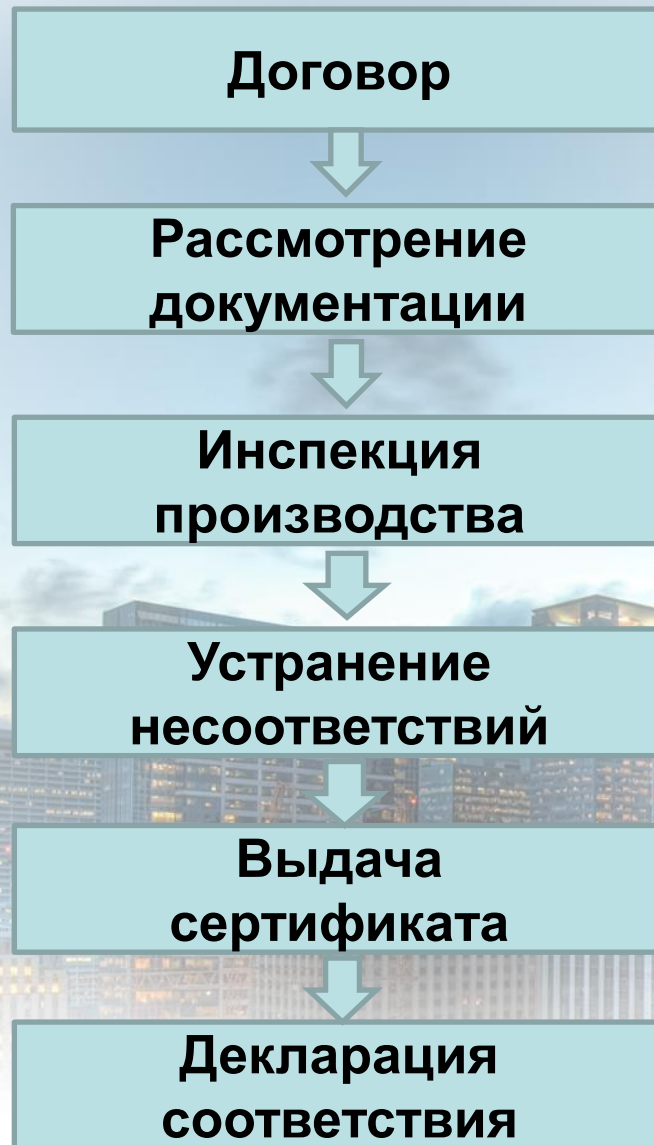 Договор
Рассмотрение
документации
Инспекция
производства
Устранение
несоответствий
Выдача
сертификата
Декларация
соответствия